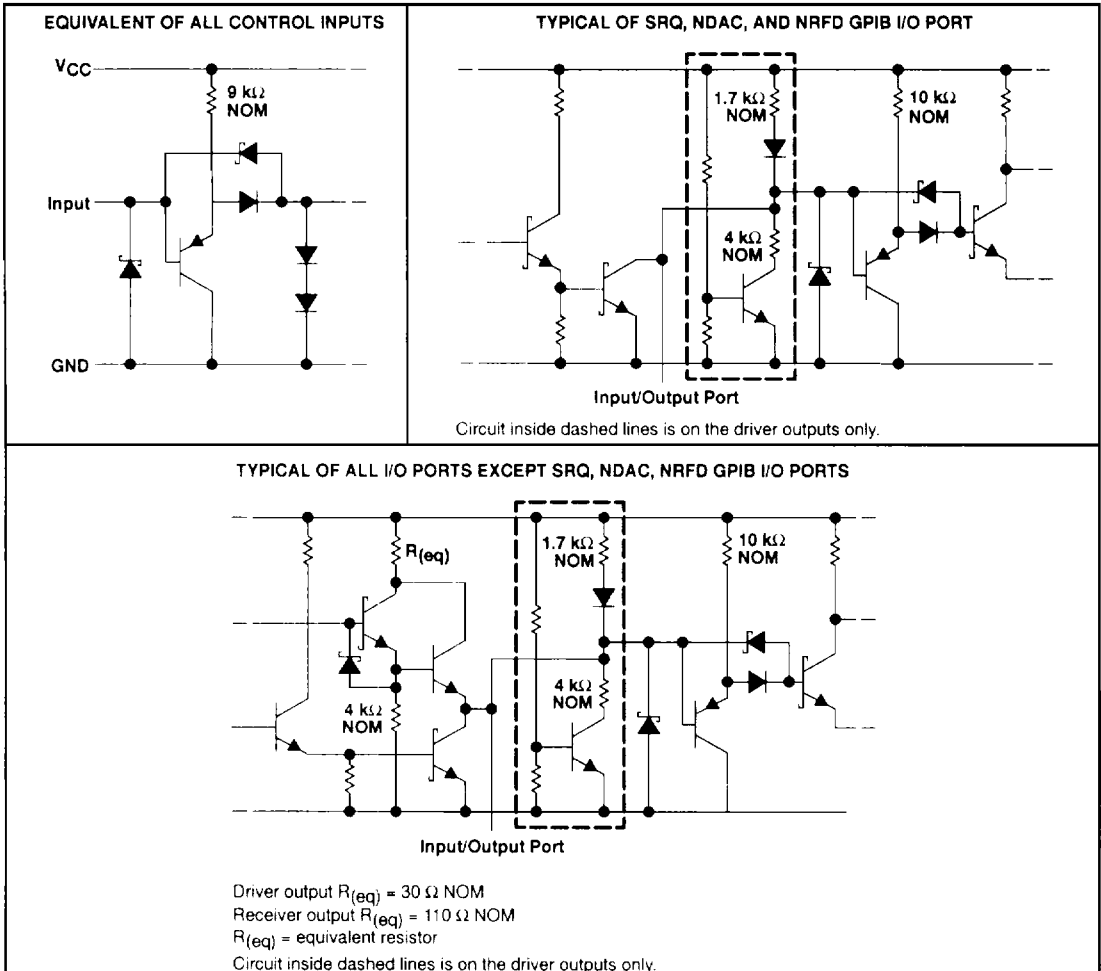 EQUIVALENT OF ALL CONTROL INPUTS
VCC
9 kΩ
NOM
Input
GND
TYPICAL OF SRQ, NDAC, AND NRFD GPIB I/O PORT
1.7 kΩ
NOM
10 kΩ
NOM
4 kΩ
NOM
Input/Output Port
Circuit inside dashed lines is on the driver outputs only.
TYPICAL OF ALL I/O PORTS EXCEPT SRQ, NDAC, NRFD GPIB I/O PORTS
R(eq)
1.7 kΩ
NOM
10 kΩ
NOM
4 kΩ
NOM
4 kΩ
NOM
Input/Output Port
Driver output R(eq) = 30 Ω NOM
Receiver output R(eq) = 110 Ω NOM
R(eq) = equivalent resistor
Circuit inside dashed lines is on the driver outputs only.